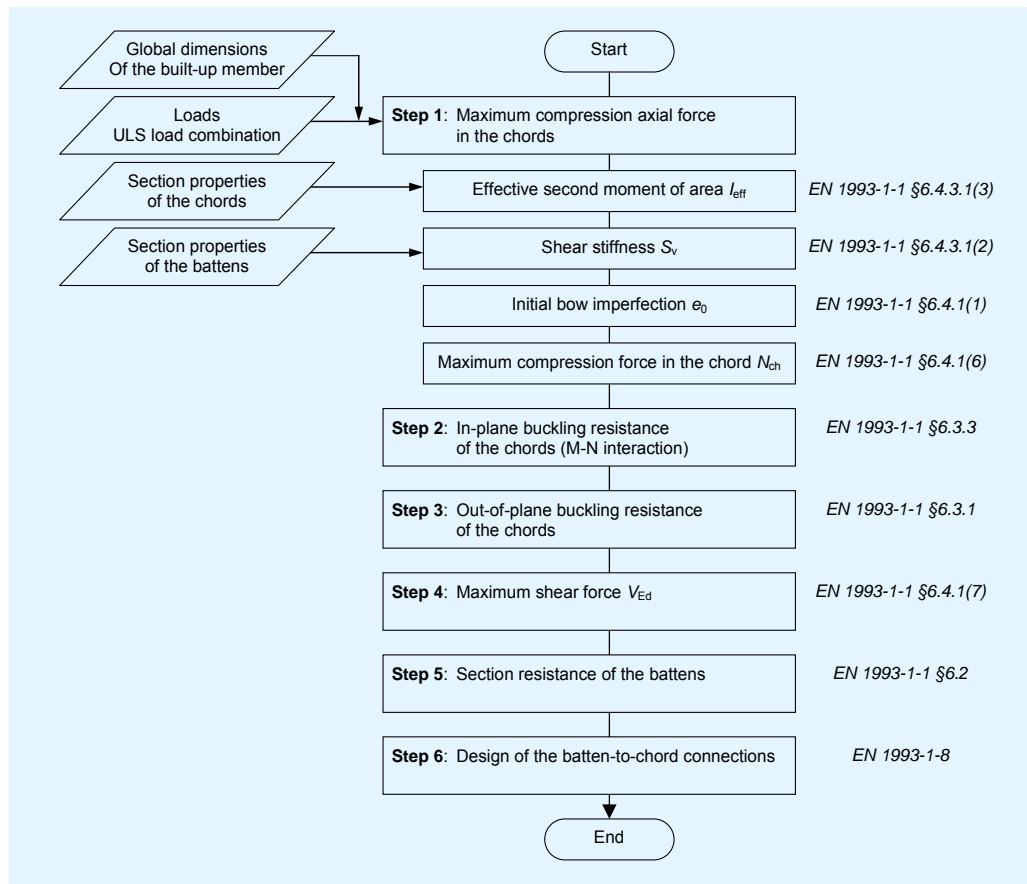 Global dimensions
Of the built-up member
Start
Loads
ULS load combination
Step 1: Maximum compression axial force
in the chords
Section properties
of the chords
Effective second moment of area Ieff
EN 1993-1-1 §6.4.3.1(3)
Section properties
of the battens
Shear stiffness Sv
EN 1993-1-1 §6.4.3.1(2)
Initial bow imperfection e0
EN 1993-1-1 §6.4.1(1)
Maximum compression force in the chord Nch
EN 1993-1-1 §6.4.1(6)
Step 2: In-plane buckling resistance
of the chords (M-N interaction)
EN 1993-1-1 §6.3.3
Step 3: Out-of-plane buckling resistance
of the chords
EN 1993-1-1 §6.3.1
Step 4: Maximum shear force VEd
EN 1993-1-1 §6.4.1(7)
Step 5: Section resistance of the battens
EN 1993-1-1 §6.2
Step 6: Design of the batten-to-chord connections
EN 1993-1-8
End